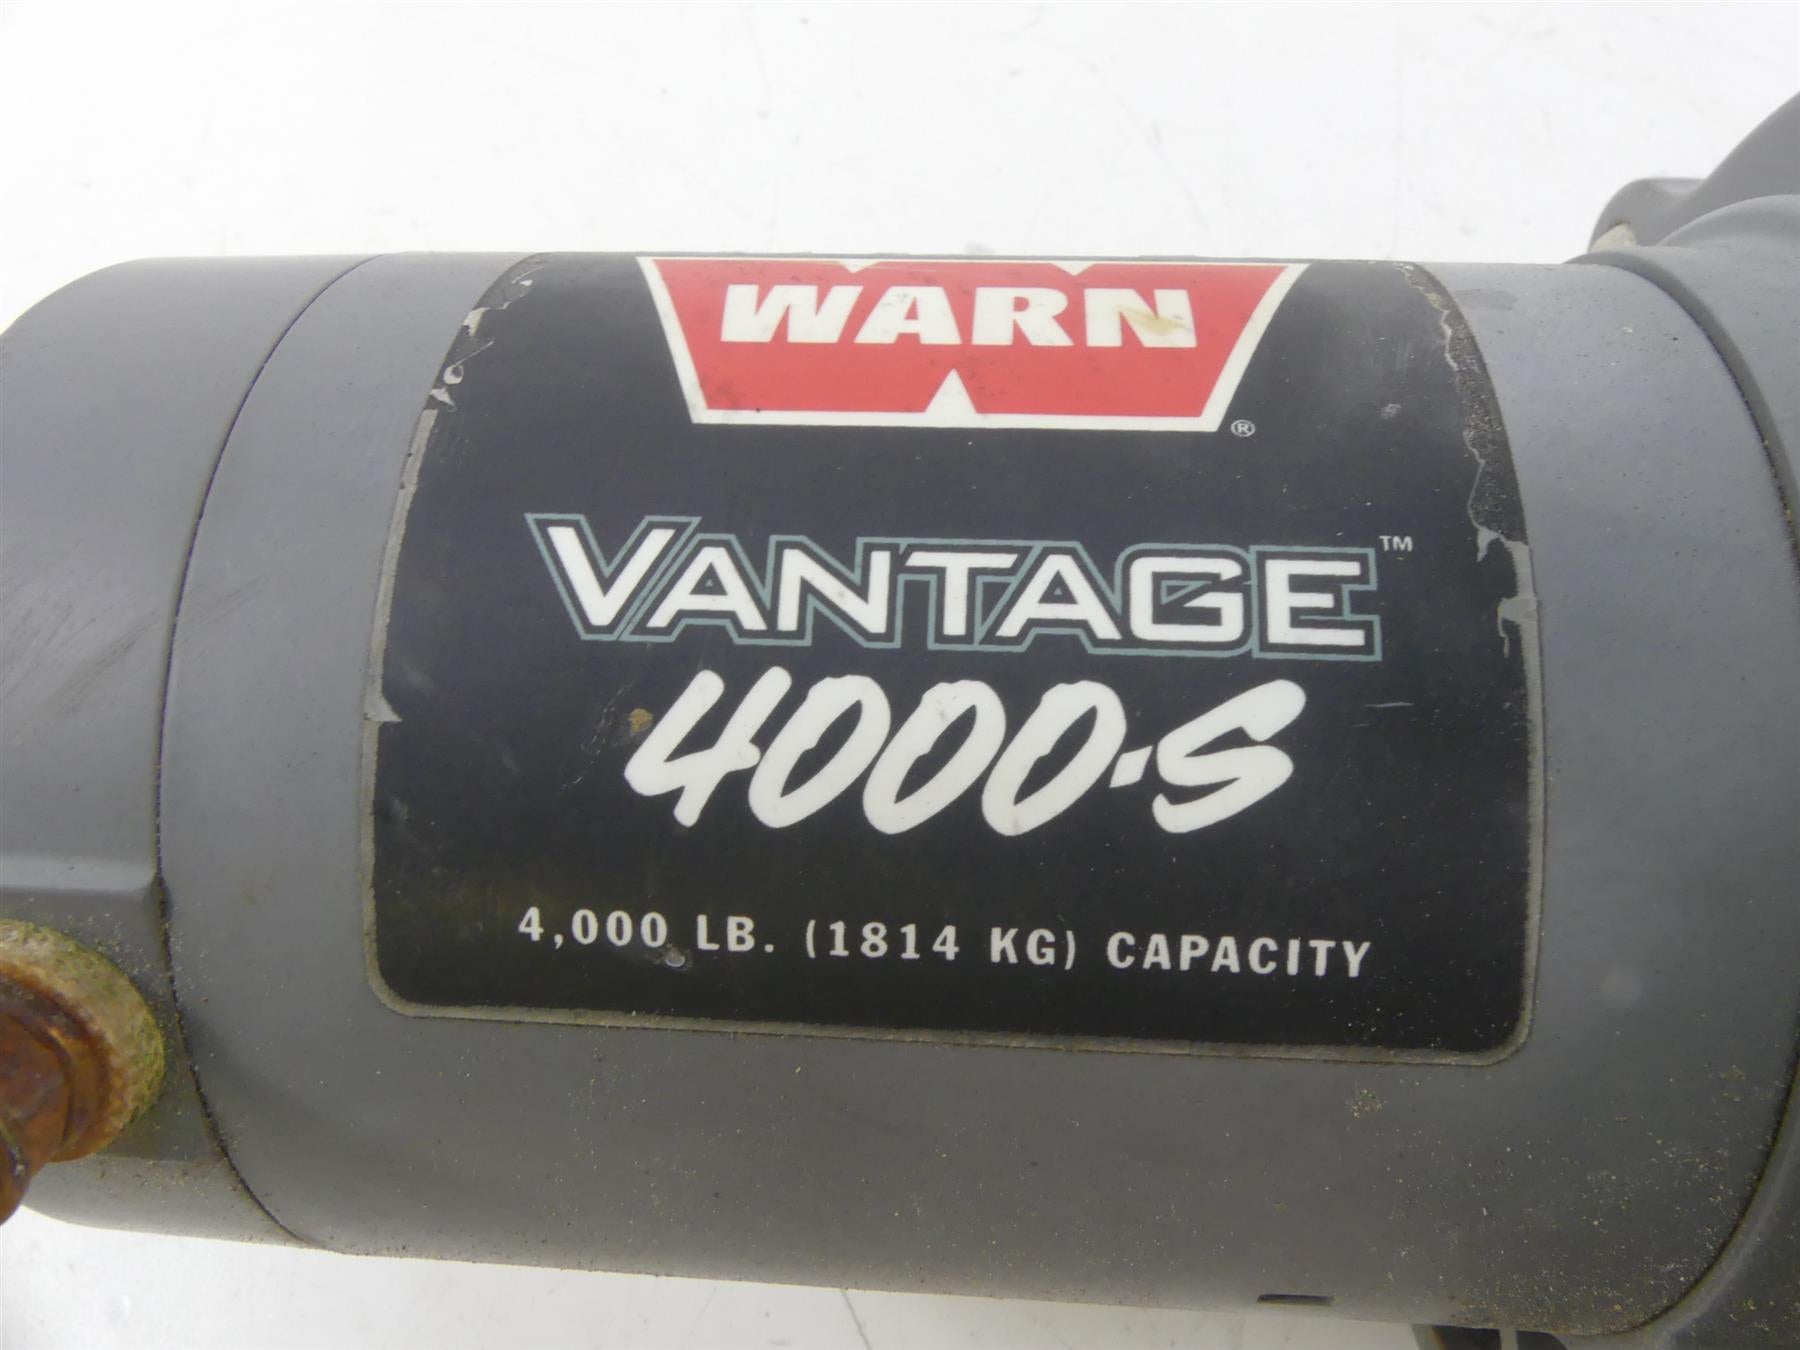 WARN
®
VANTAGE™
4000-S
4,000 LB. (1814 KG) CAPACITY